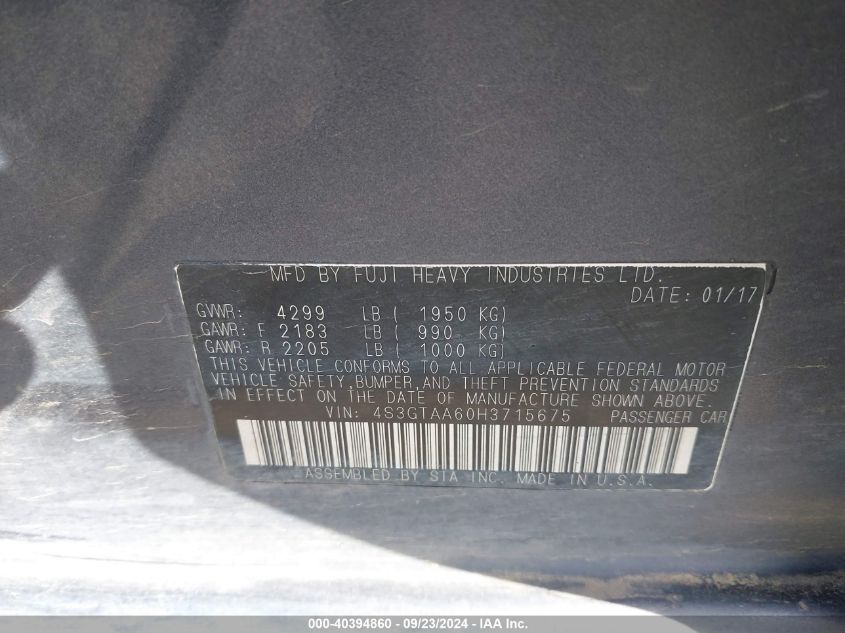 MFD BY FUJI HEAVY INDUSTRIES LTD.
DATE: 01/17
GVWR: 4299 LB ( 1950 KG)
GAWR: F 2183 LB ( 990 KG)
GAWR: R 2205 LB ( 1000 KG)
THIS VEHICLE CONFORMS TO ALL APPLICABLE FEDERAL MOTOR
VEHICLE SAFETY,BUMPER,AND THEFT PREVENTION STANDARDS
IN EFFECT ON THE DATE OF MANUFACTURE SHOWN ABOVE.
VIN: 4S3GTAA60H3715675 PASSENGER CAR
ASSEMBLED BY SIA INC. MADE IN U.S.A.
000-40394860 - 09/23/2024 - IAA Inc.